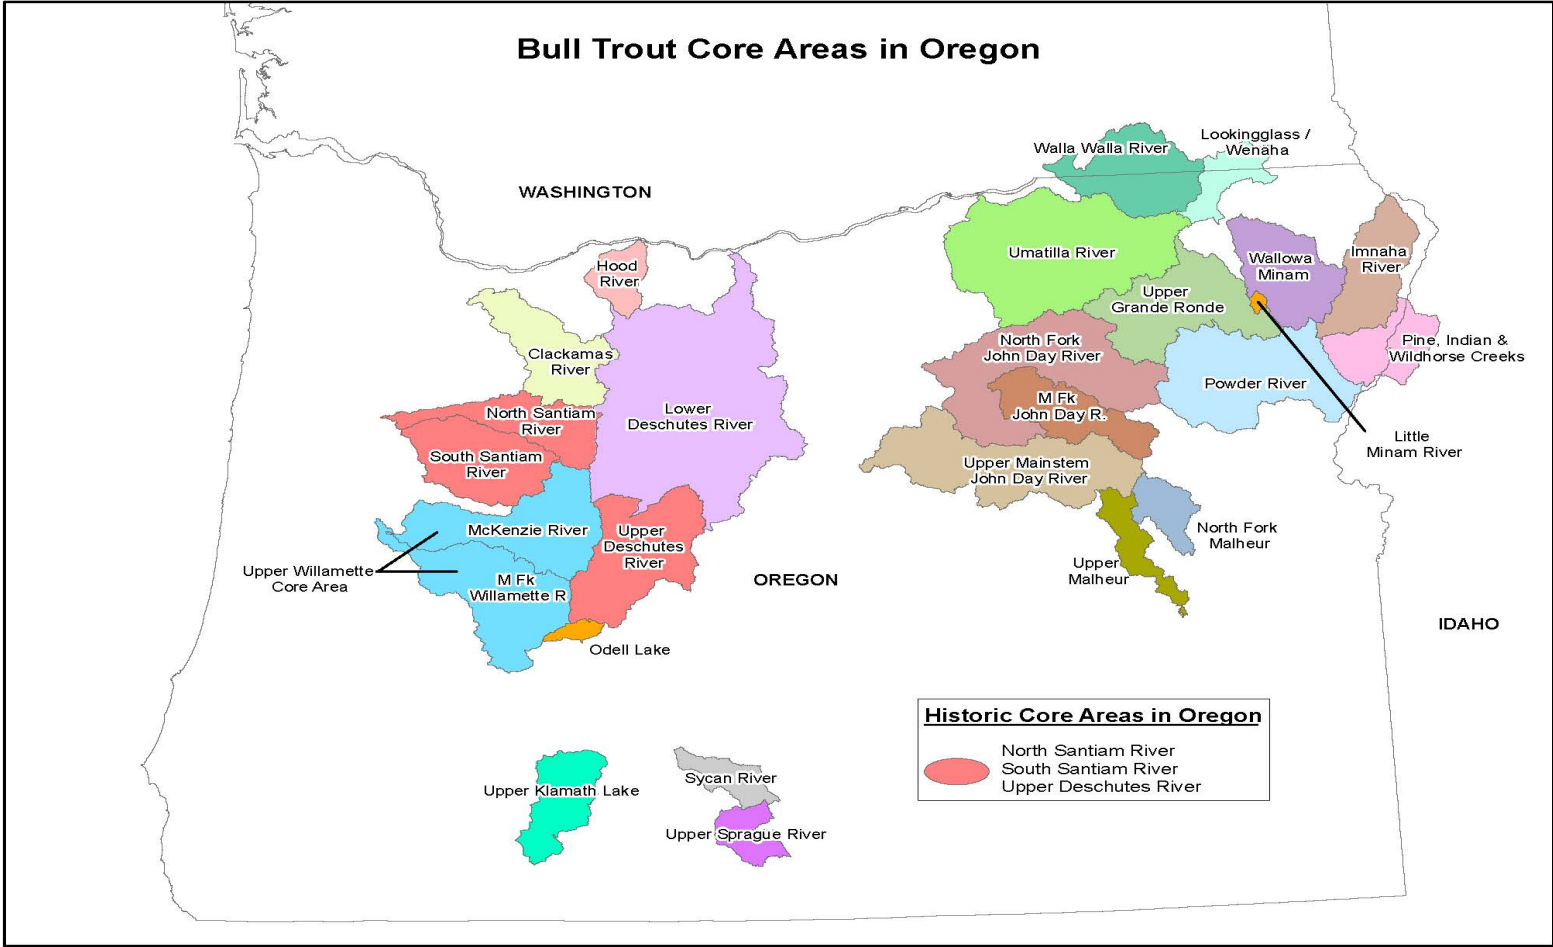 Bull Trout Core Areas in Oregon
Walla Walla River
Lookingglass /
Wenaha
WASHINGTON
Hood
River
Umatilla River
Wallowa
Minam
Imnaha
River
Upper
Grande Ronde
Clackamas
River
North Fork
John Day River
Pine, Indian &
Wildhorse Creeks
Powder River
Lower
Deschutes River
M Fk
John Day R.
North Santiam
River
South Santiam
River
Little
Minam River
Upper Mainstem
John Day River
McKenzie River
Upper
Deschutes
River
North Fork
Malheur
Upper
Malheur
Upper Willamette
Core Area
M Fk
Willamette R
OREGON
IDAHO
Odell Lake
Historic Core Areas in Oregon
North Santiam River
South Santiam River
Upper Deschutes River
Upper Klamath Lake
Sycan River
Upper Sprague River